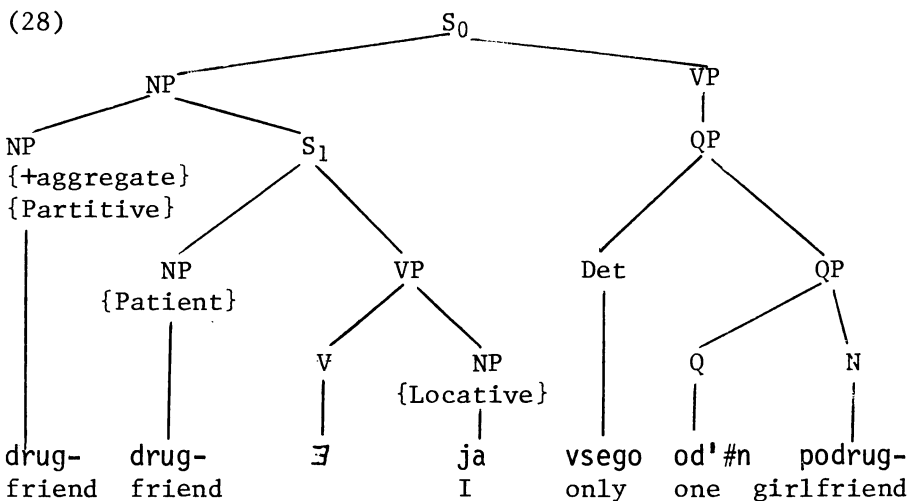 (28)
S0
NP VP
NP S1 QP
{+aggregate}
{Partitive}
NP VP Det QP
{Patient}
V NP Q N
{Locative}
drug- drug- ∃ ja vsego od'#n podrug-
friend friend I only one girlfriend